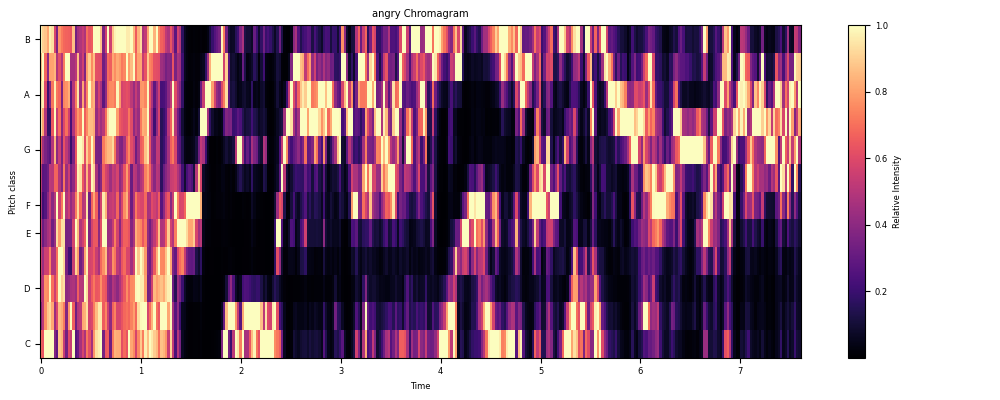 angry Chromagram
B
A
G
F
E
D
C
Pitch class
0 1 2 3 4 5 6 7
Time
1.0
0.8
0.6
0.4
0.2
Relative Intensity